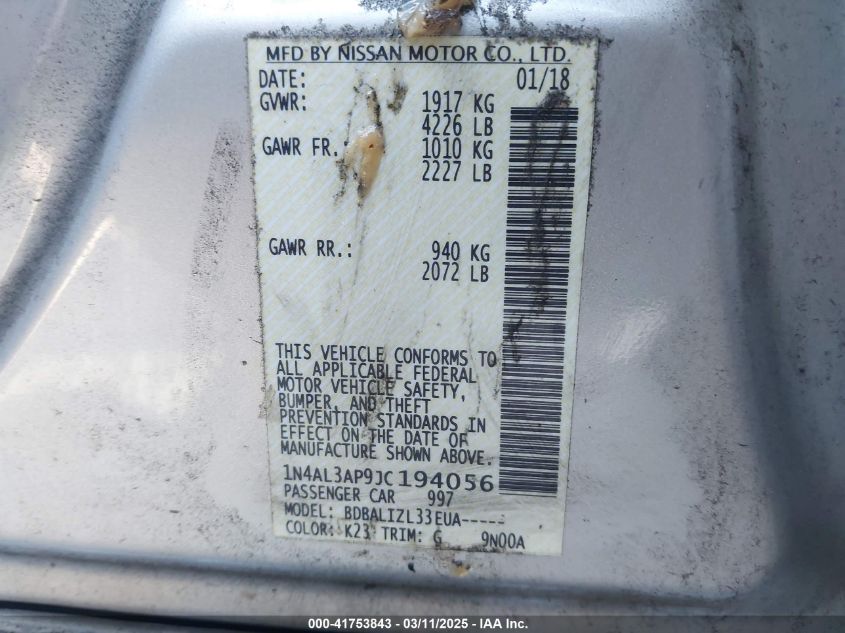 MFD BY NISSAN MOTOR CO., LTD.
DATE: 01/18
GVWR: 1917 KG
4226 LB
GAWR FR. 1010 KG
2227 LB
GAWR RR.: 940 KG
2072 LB
THIS VEHICLE CONFORMS TO
ALL APPLICABLE FEDERAL
MOTOR VEHICLE SAFETY,
BUMPER, AND THEFT
PREVENTION STANDARDS IN
EFFECT ON THE DATE OF
MANUFACTURE SHOWN ABOVE.
1N4AL3AP9JC194056
PASSENGER CAR 997
MODEL: BDBALIZL33EUA-----
COLOR: K23 TRIM: G 9N00A
000-41753843 - 03/11/2025 - IAA Inc.